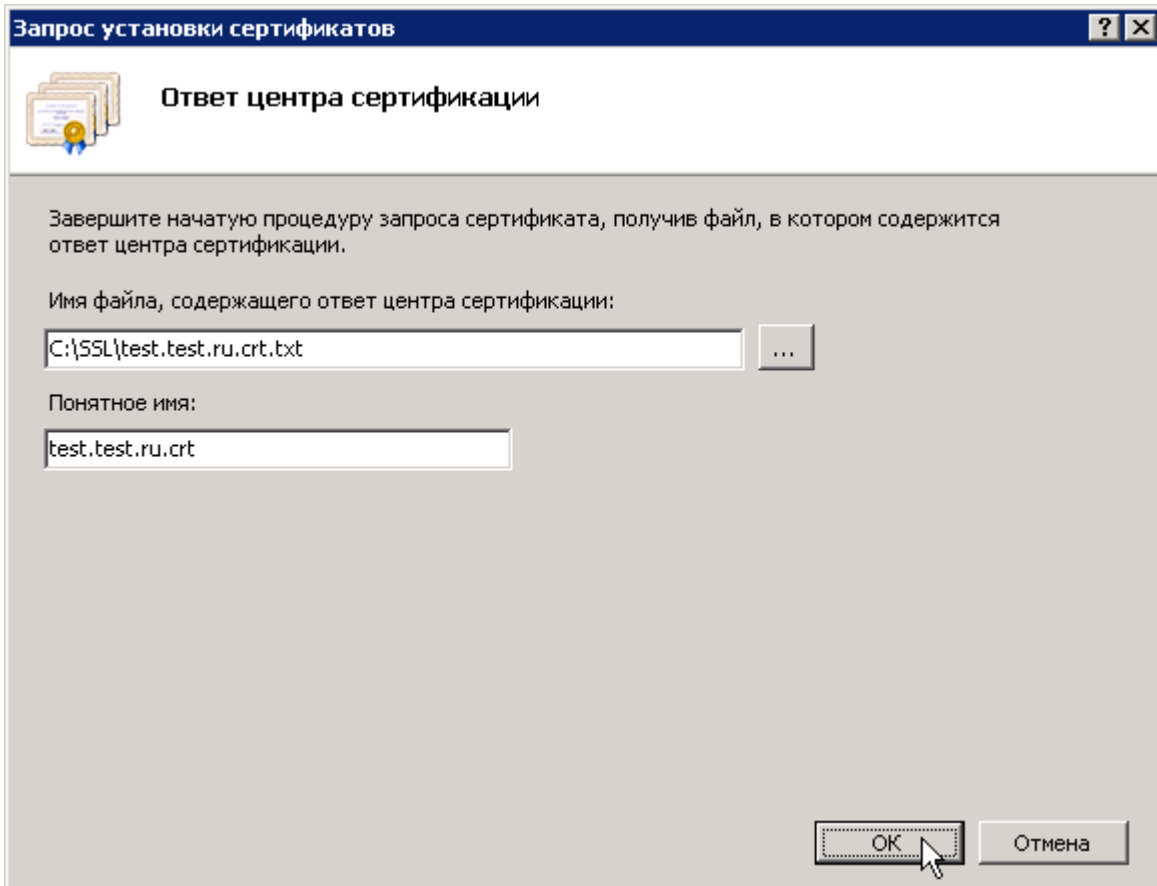 Запрос установки сертификатов
Ответ центра сертификации
Завершите начатую процедуру запроса сертификата, получив файл, в котором содержится
ответ центра сертификации.
Имя файла, содержащего ответ центра сертификации:
C:\SSL\test.test.ru.crt.txt
...
Понятное имя:
test.test.ru.crt
OK
Отмена